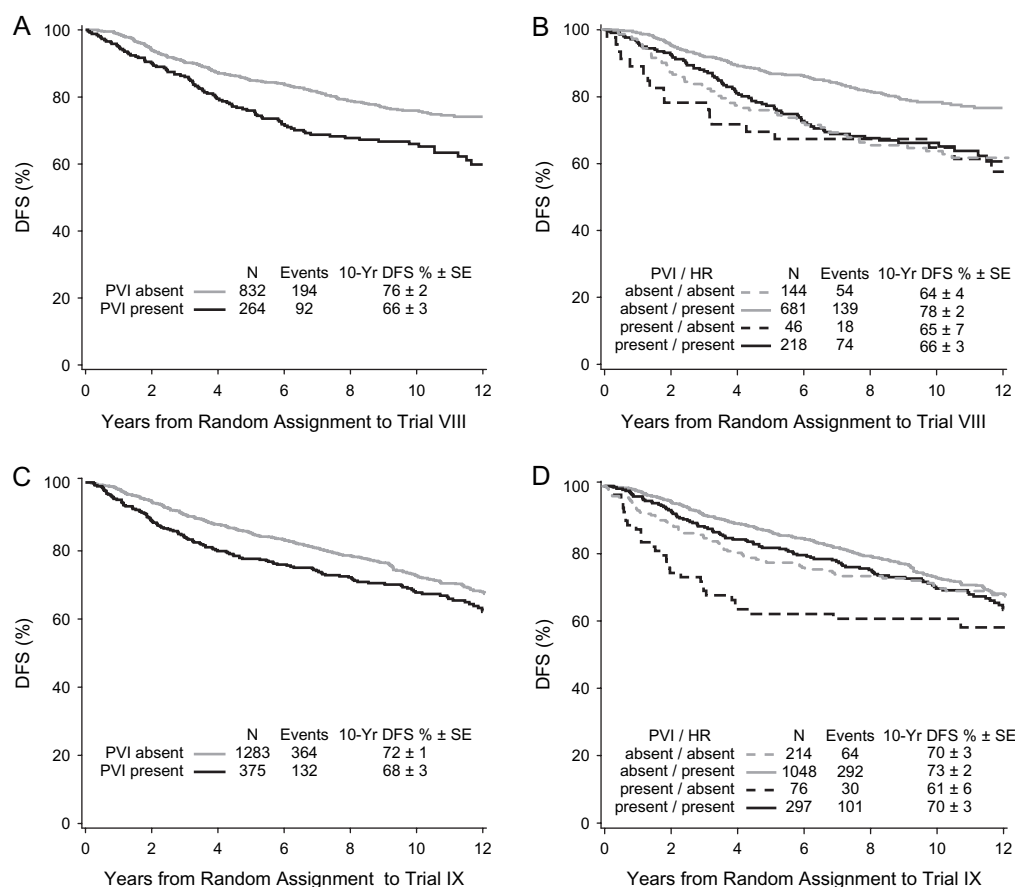 A
100
80
60
40
20
0
DFS (%)
N Events 10-Yr DFS % ± SE
PVI absent 832 194 76 ± 2
PVI present 264 92 66 ± 3
0 2 4 6 8 10 12
Years from Random Assignment to Trial VIII
B
100
80
60
40
20
0
DFS (%)
PVI / HR N Events 10-Yr DFS % ± SE
absent / absent 144 54 64 ± 4
absent / present 681 139 78 ± 2
present / absent 46 18 65 ± 7
present / present 218 74 66 ± 3
0 2 4 6 8 10 12
Years from Random Assignment to Trial VIII
C
100
80
60
40
20
0
DFS (%)
N Events 10-Yr DFS % ± SE
PVI absent 1283 364 72 ± 1
PVI present 375 132 68 ± 3
0 2 4 6 8 10 12
Years from Random Assignment to Trial IX
D
100
80
60
40
20
0
DFS (%)
PVI / HR N Events 10-Yr DFS % ± SE
absent / absent 214 64 70 ± 3
absent / present 1048 292 73 ± 2
present / absent 76 30 61 ± 6
present / present 297 101 70 ± 3
0 2 4 6 8 10 12
Years from Random Assignment to Trial IX